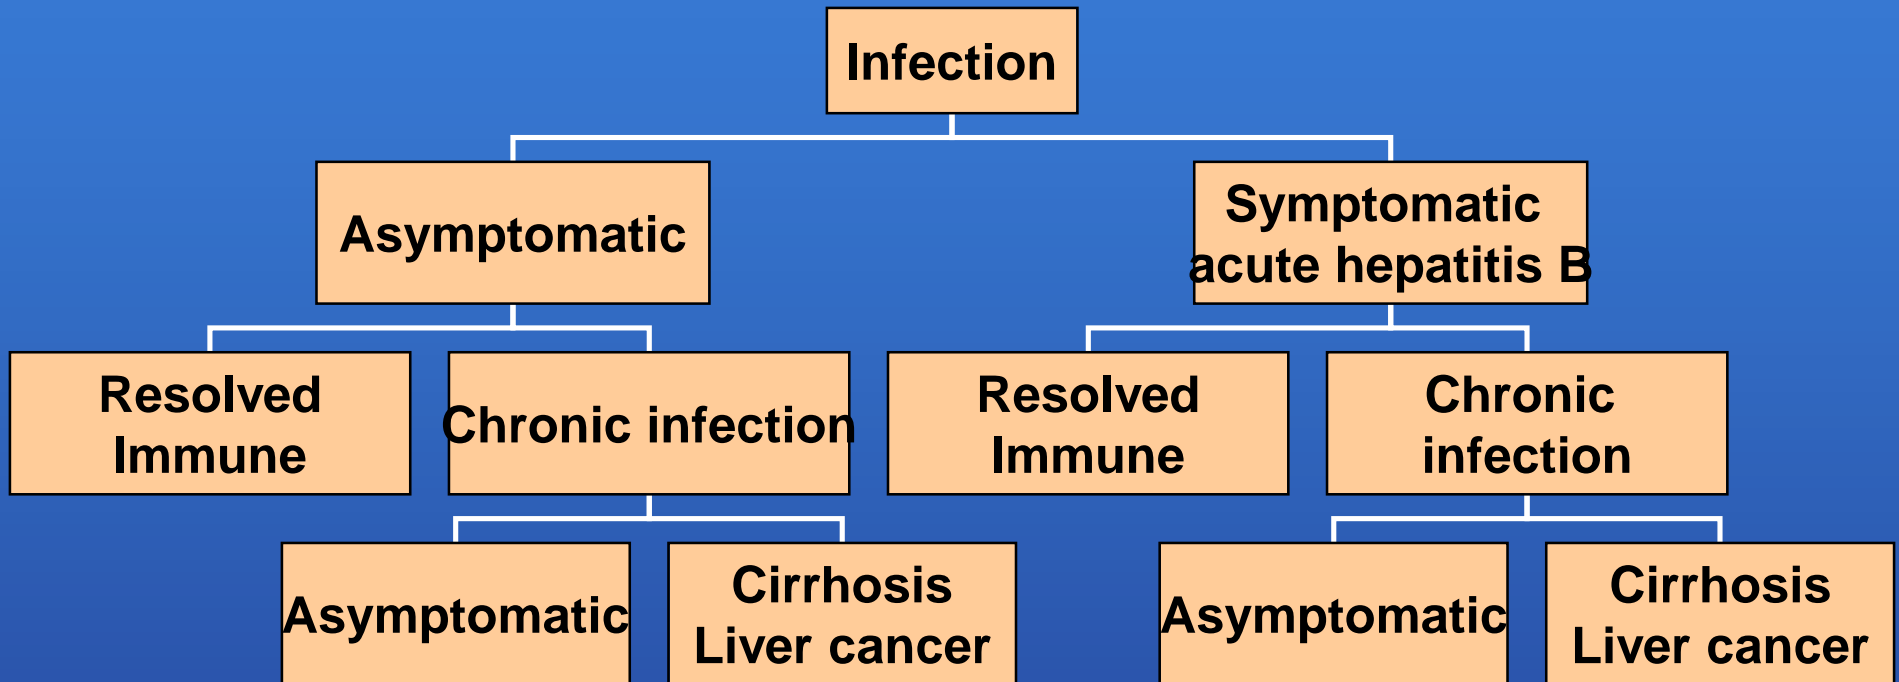 Infection
Asymptomatic
Symptomatic
acute hepatitis B
Resolved
Immune
Chronic infection
Resolved
Immune
Chronic
infection
Asymptomatic
Cirrhosis
Liver cancer
Asymptomatic
Cirrhosis
Liver cancer